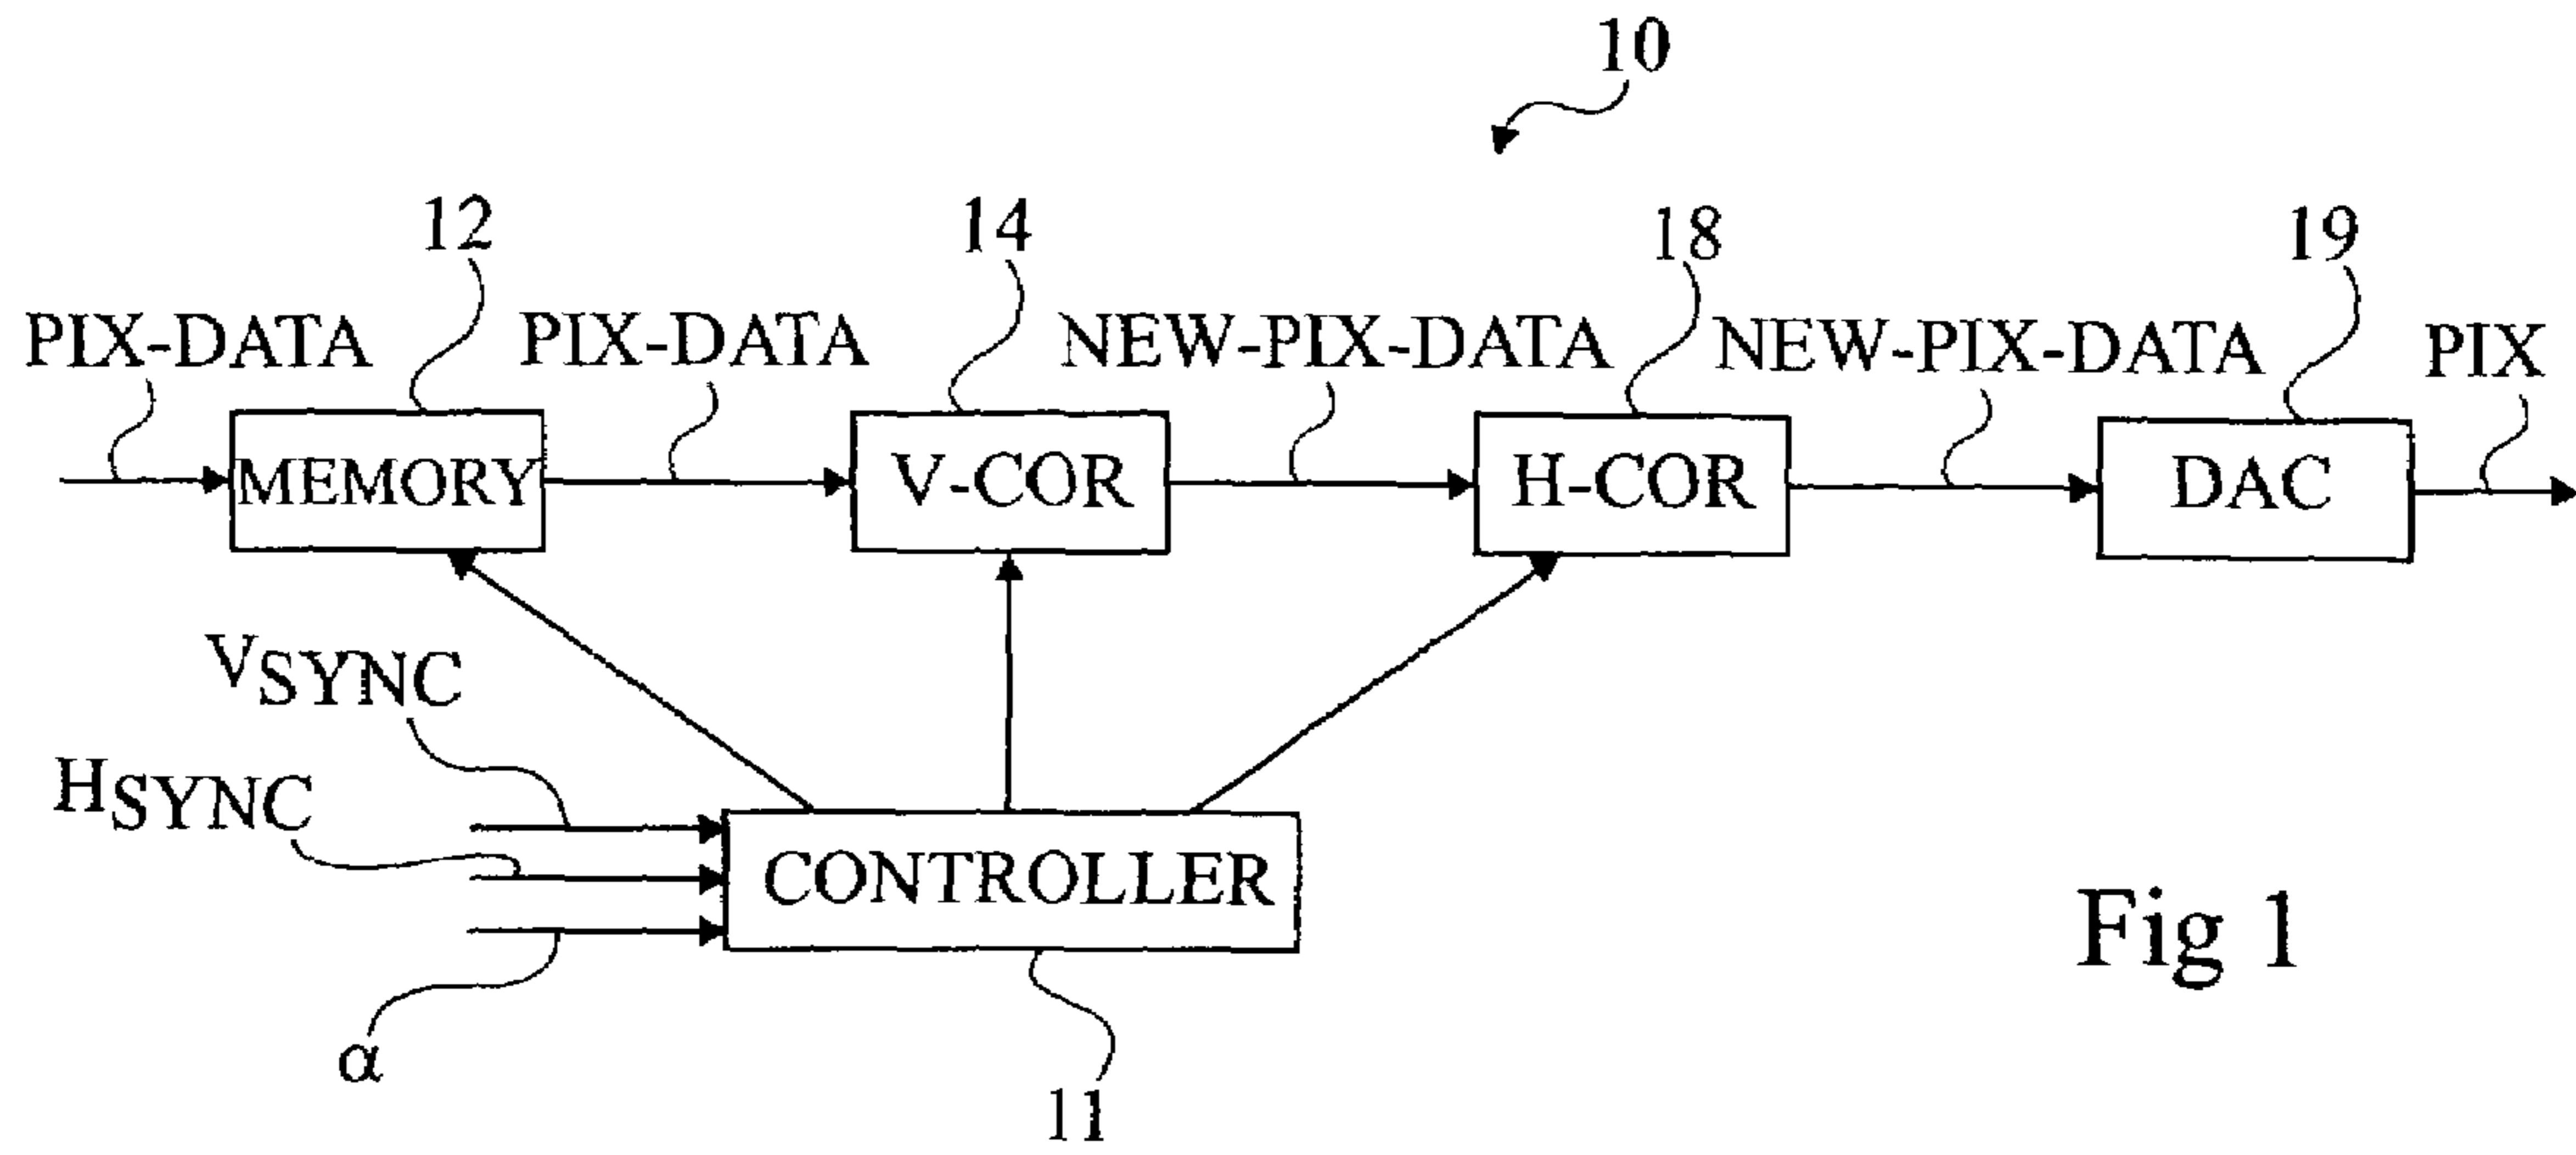 10
12
14
18
19
PIX-DATA
PIX-DATA
NEW-PIX-DATA
NEW-PIX-DATA
PIX
MEMORY
V-COR
H-COR
DAC
VSYNC
HSYNC
CONTROLLER
α
11
Fig 1